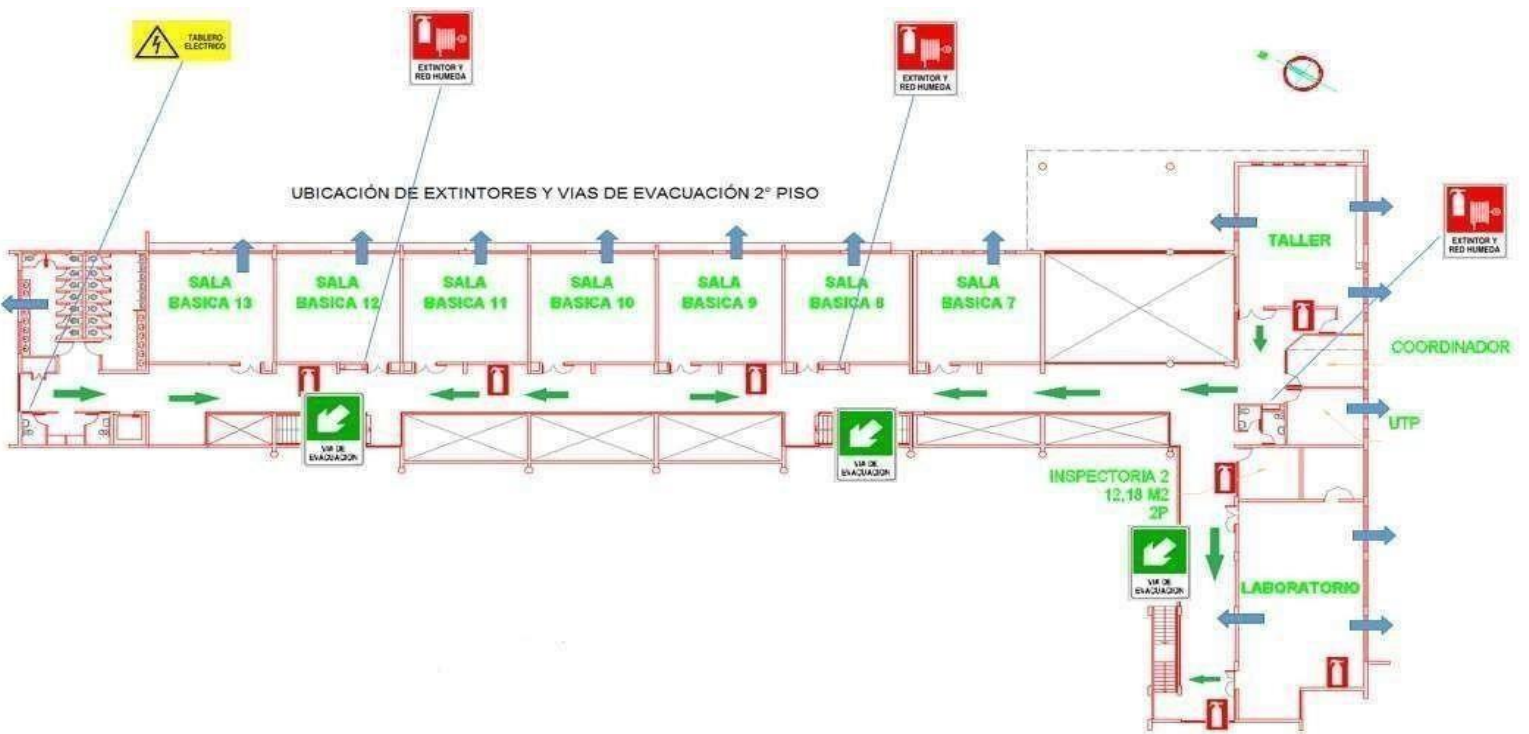 TABLERO
ELECTRICO
EXTINTOR Y
RED HUMEDA
EXTINTOR Y
RED HUMEDA
UBICACIÓN DE EXTINTORES Y VIAS DE EVACUACIÓN 2° PISO
EXTINTOR Y
RED HUMEDA
TALLER
SALA
BASICA 13
SALA
BASICA 12
SALA
BASICA 11
SALA
BASICA 10
SALA
BASICA 9
SALA
BASICA 8
SALA
BASICA 7
COORDINADOR
UTP
VIA DE
EVACUACION
VIA DE
EVACUACION
INSPECTORIA 2
12,18 M2
2P
VIA DE
EVACUACION
LABORATORIO